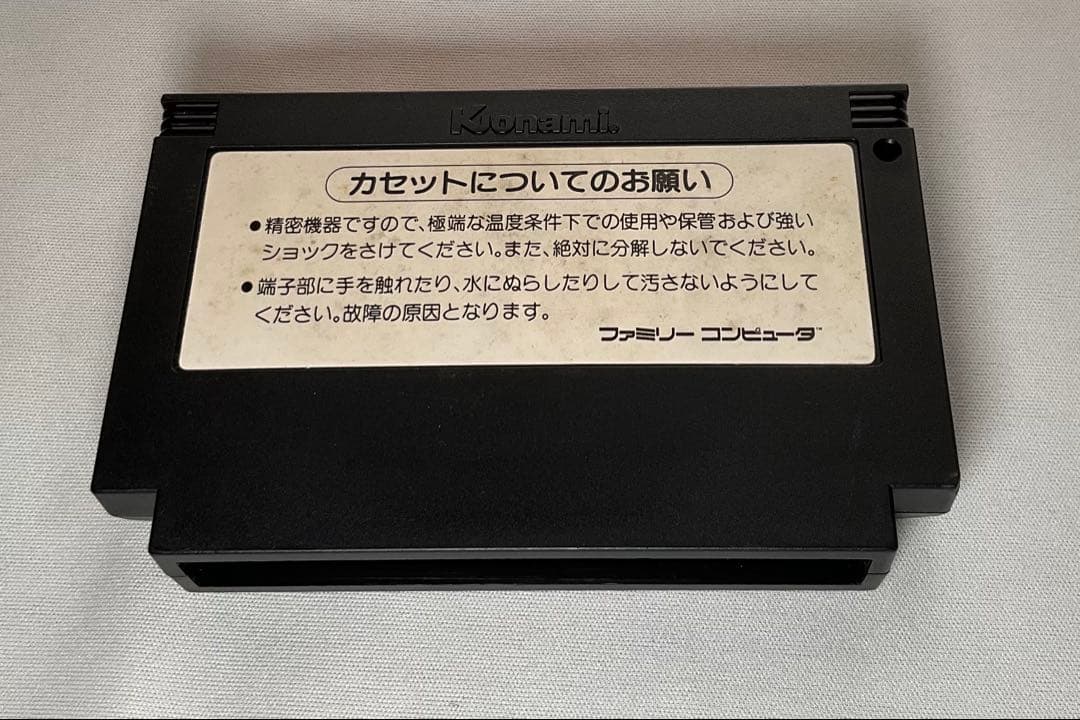 Konami
カセットについてのお願い
●精密機器ですので、極端な温度条件下での使用や保管および強い
ショックをさけてください。また、絶対に分解しないでください。
●端子部に手を触れたり、水にぬらしたりして汚さないようにして
ください。故障の原因となります。
ファミリー コンピュータ™